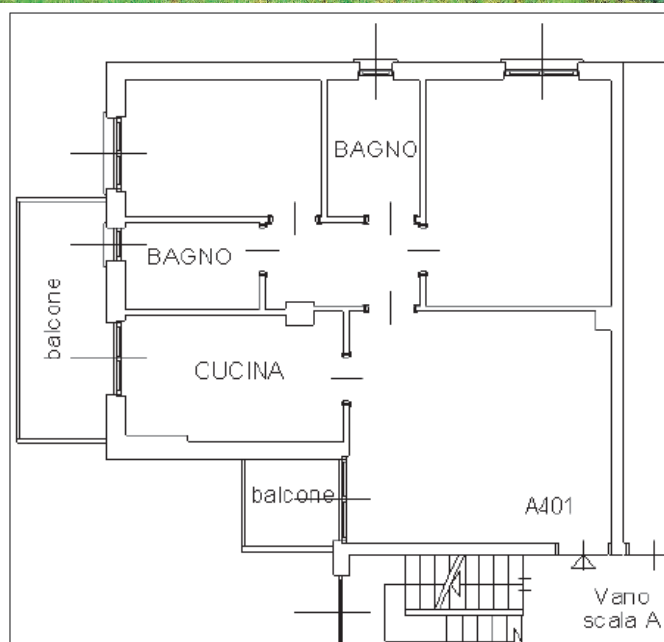 BAGNO
BAGNO
balcone
CUCINA
balcone
A401
Vano
scala A